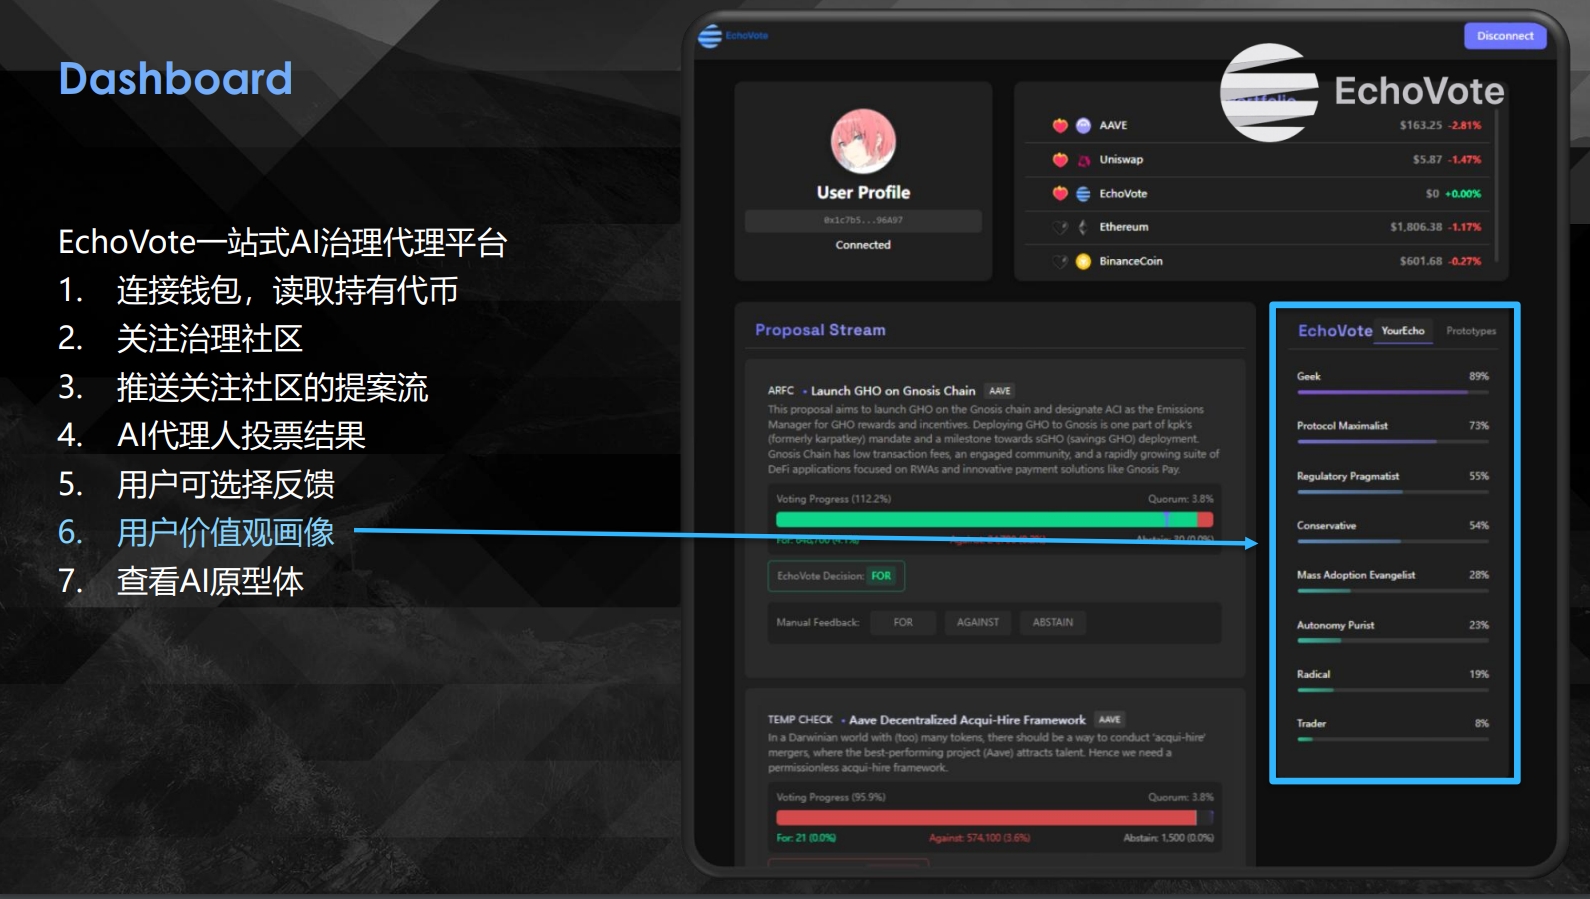 Dashboard
EchoVote一站式AI治理代理平台
1. 连接钱包，读取持有代币
2. 关注治理社区
3. 推送关注社区的提案流
4. AI代理人投票结果
5. 用户可选择反馈
6. 用户价值观画像
7. 查看AI原型体
EchoVote
Disconnect
EchoVote
User Profile
0x1c7b5...96A97
Connected
AAVE $163.25 -2.81%
Uniswap $5.87 -1.47%
EchoVote $0 +0.00%
Ethereum $1,806.38 -1.17%
BinanceCoin $601.68 -0.27%
Proposal Stream
ARFC • Launch GHO on Gnosis Chain AAVE
This proposal aims to launch GHO on the Gnosis chain and designate ACI as the Emissions
Manager for GHO rewards and incentives. Deploying GHO to Gnosis is one part of kpk's
(formerly karpatkey) mandate and a milestone towards sGHO (savings GHO) deployment.
Gnosis Chain has low transaction fees, an engaged community, and a rapidly growing suite of
DeFi applications focused on RWAs and innovative payment solutions like Gnosis Pay.
Voting Progress (112.2%) Quorum: 3.8%
EchoVote Decision: FOR
Manual Feedback: FOR AGAINST ABSTAIN
TEMP CHECK • Aave Decentralized Acqui-Hire Framework AAVE
In a Darwinian world with (too) many tokens, there should be a way to conduct 'acqui-hire'
mergers, where the best-performing project (Aave) attracts talent. Hence we need a
permissionless acqui-hire framework.
Voting Progress (95.9%) Quorum: 3.8%
For: 21 (0.0%) Against: 574,100 (3.6%) Abstain: 1,500 (0.0%)
EchoVote YourEcho Prototypes
Geek 89%
Protocol Maximalist 73%
Regulatory Pragmatist 55%
Conservative 54%
Mass Adoption Evangelist 28%
Autonomy Purist 23%
Radical 19%
Trader 8%